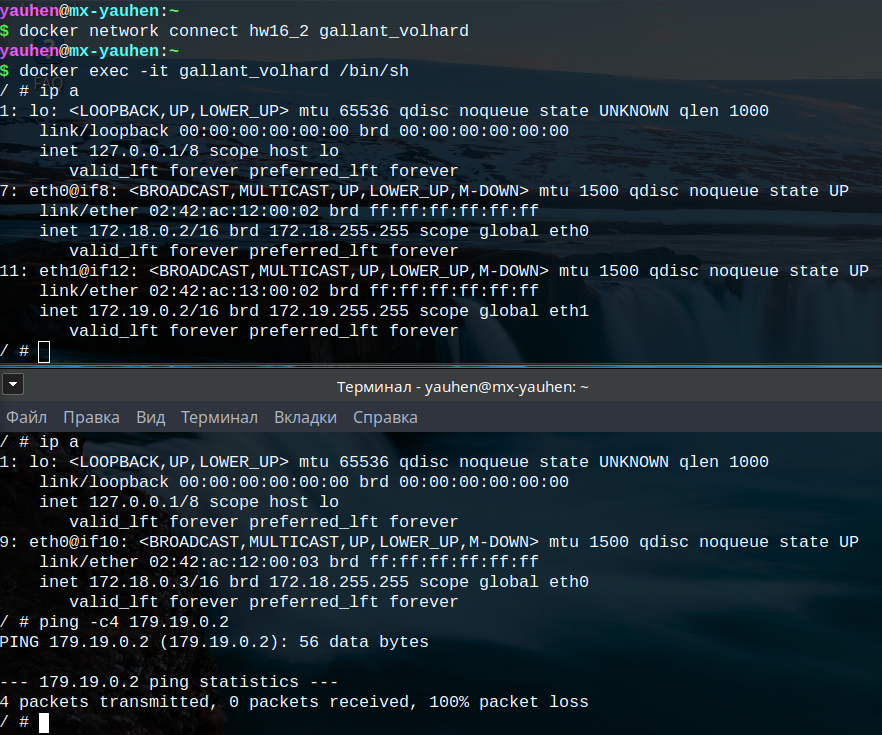 yauhen@mx-yauhen:~
$ docker network connect hw16_2 gallant_volhard
yauhen@mx-yauhen:~
$ docker exec -it gallant_volhard /bin/sh
/ # ip a
1: lo: <LOOPBACK,UP,LOWER_UP> mtu 65536 qdisc noqueue state UNKNOWN qlen 1000
    link/loopback 00:00:00:00:00:00 brd 00:00:00:00:00:00
    inet 127.0.0.1/8 scope host lo
       valid_lft forever preferred_lft forever
7: eth0@if8: <BROADCAST,MULTICAST,UP,LOWER_UP,M-DOWN> mtu 1500 qdisc noqueue state UP
    link/ether 02:42:ac:12:00:02 brd ff:ff:ff:ff:ff:ff
    inet 172.18.0.2/16 brd 172.18.255.255 scope global eth0
       valid_lft forever preferred_lft forever
11: eth1@if12: <BROADCAST,MULTICAST,UP,LOWER_UP,M-DOWN> mtu 1500 qdisc noqueue state UP
    link/ether 02:42:ac:13:00:02 brd ff:ff:ff:ff:ff:ff
    inet 172.19.0.2/16 brd 172.19.255.255 scope global eth1
       valid_lft forever preferred_lft forever
/ #
Терминал - yauhen@mx-yauhen: ~
Файл Правка Вид Терминал Вкладки Справка
/ # ip a
1: lo: <LOOPBACK,UP,LOWER_UP> mtu 65536 qdisc noqueue state UNKNOWN qlen 1000
    link/loopback 00:00:00:00:00:00 brd 00:00:00:00:00:00
    inet 127.0.0.1/8 scope host lo
       valid_lft forever preferred_lft forever
9: eth0@if10: <BROADCAST,MULTICAST,UP,LOWER_UP,M-DOWN> mtu 1500 qdisc noqueue state UP
    link/ether 02:42:ac:12:00:03 brd ff:ff:ff:ff:ff:ff
    inet 172.18.0.3/16 brd 172.18.255.255 scope global eth0
       valid_lft forever preferred_lft forever
/ # ping -c4 179.19.0.2
PING 179.19.0.2 (179.19.0.2): 56 data bytes

--- 179.19.0.2 ping statistics ---
4 packets transmitted, 0 packets received, 100% packet loss
/ #